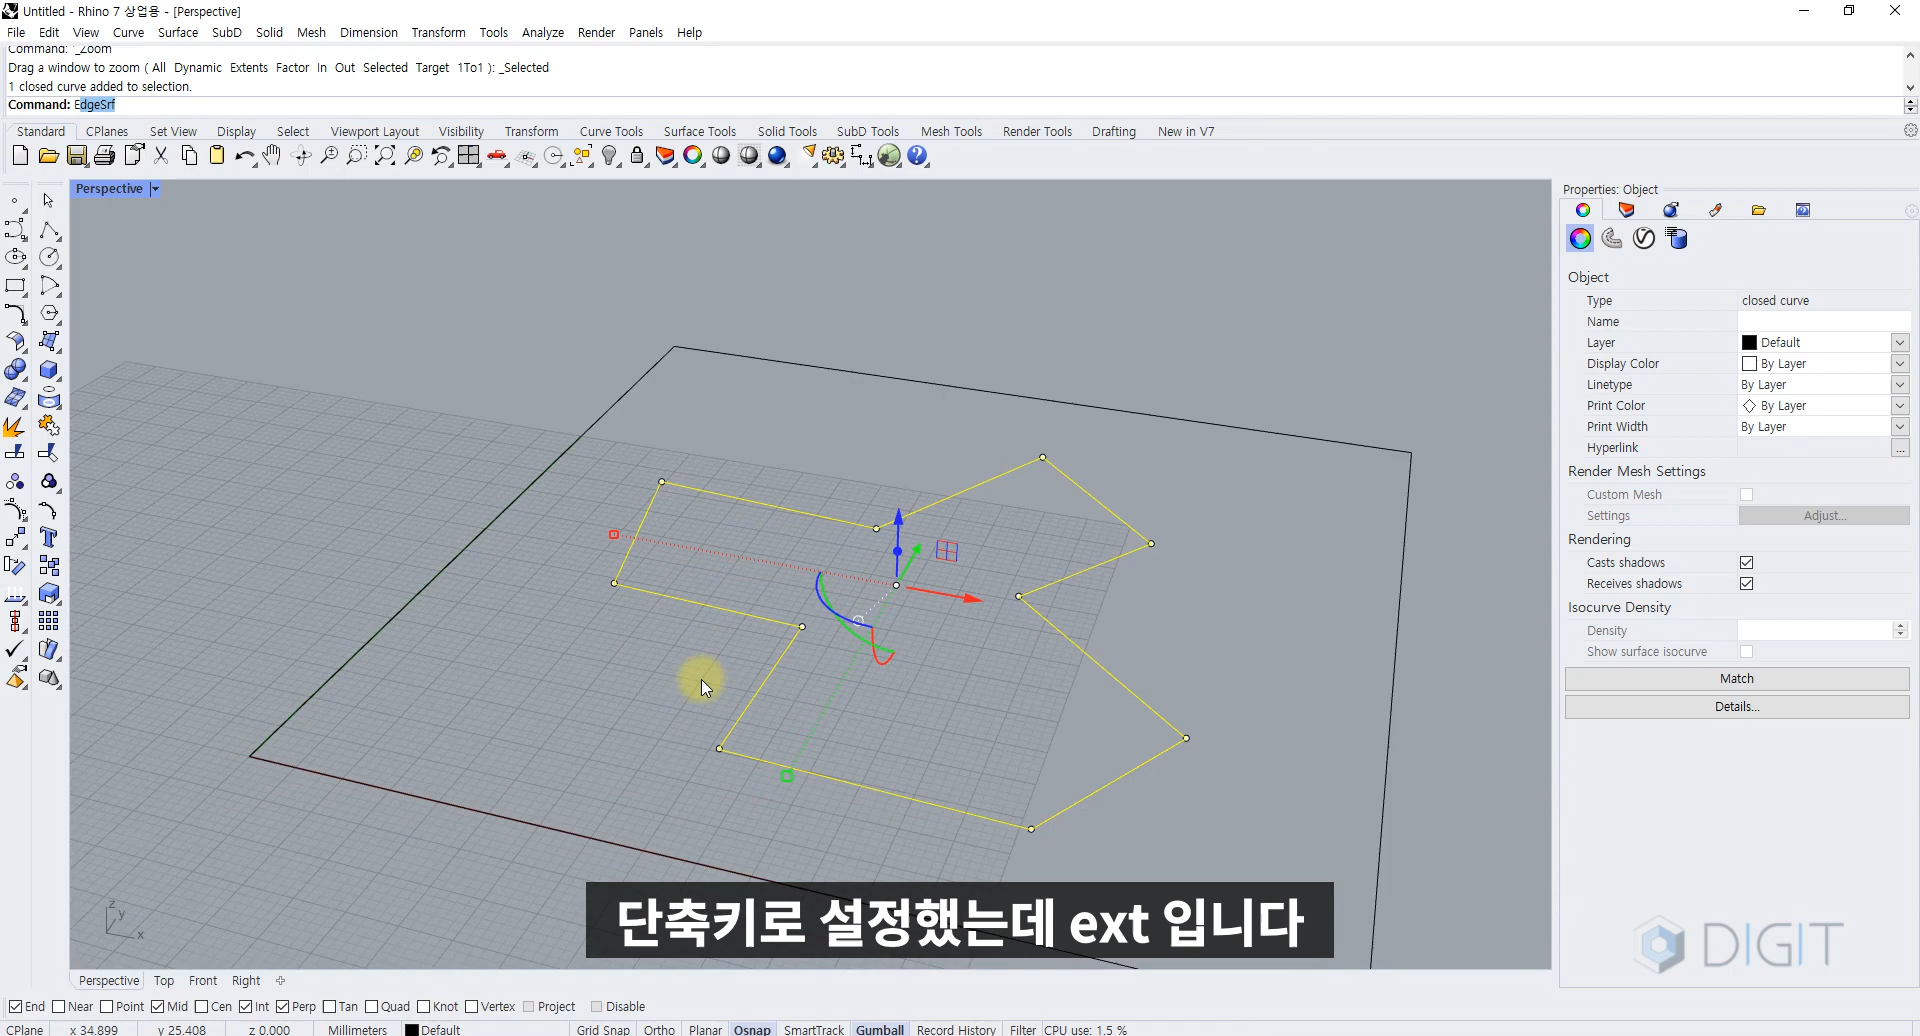 Untitled - Rhino 7 상업용 - [Perspective]
File Edit View Curve Surface SubD Solid Mesh Dimension Transform Tools Analyze Render Panels Help
Command: '_Zoom
Drag a window to zoom ( All Dynamic Extents Factor In Out Selected Target 1To1 ): _Selected
1 closed curve added to selection.
Command: EdgeSrf
Standard CPlanes Set View Display Select Viewport Layout Visibility Transform Curve Tools Surface Tools Solid Tools SubD Tools Mesh Tools Render Tools Drafting New in V7
Perspective
Properties: Object
Object
Type closed curve
Name
Layer Default
Display Color By Layer
Linetype By Layer
Print Color By Layer
Print Width By Layer
Hyperlink ...
Render Mesh Settings
Custom Mesh
Settings Adjust...
Rendering
Casts shadows
Receives shadows
Isocurve Density
Density
Show surface isocurve
Match
Details...
z
y
x
단축키로 설정했는데 ext 입니다
DIGIT
Perspective Top Front Right
End Near Point Mid Cen Int Perp Tan Quad Knot Vertex Project Disable
CPlane x 34.899 y 25.408 z 0.000 Millimeters Default Grid Snap Ortho Planar Osnap SmartTrack Gumball Record History Filter CPU use: 1.5 %